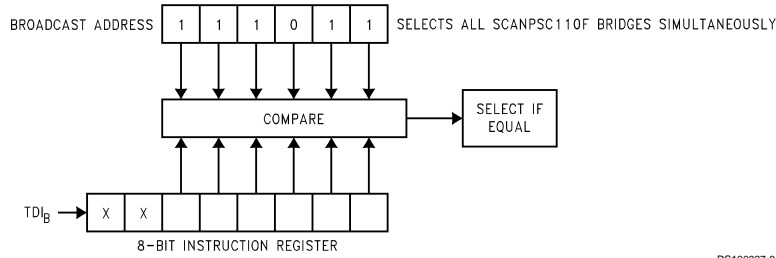 BROADCAST ADDRESS 1 1 1 0 1 1 SELECTS ALL SCANPSC110F BRIDGES SIMULTANEOUSLY
COMPARE
SELECT IF
EQUAL
TDIB X X
8-BIT INSTRUCTION REGISTER